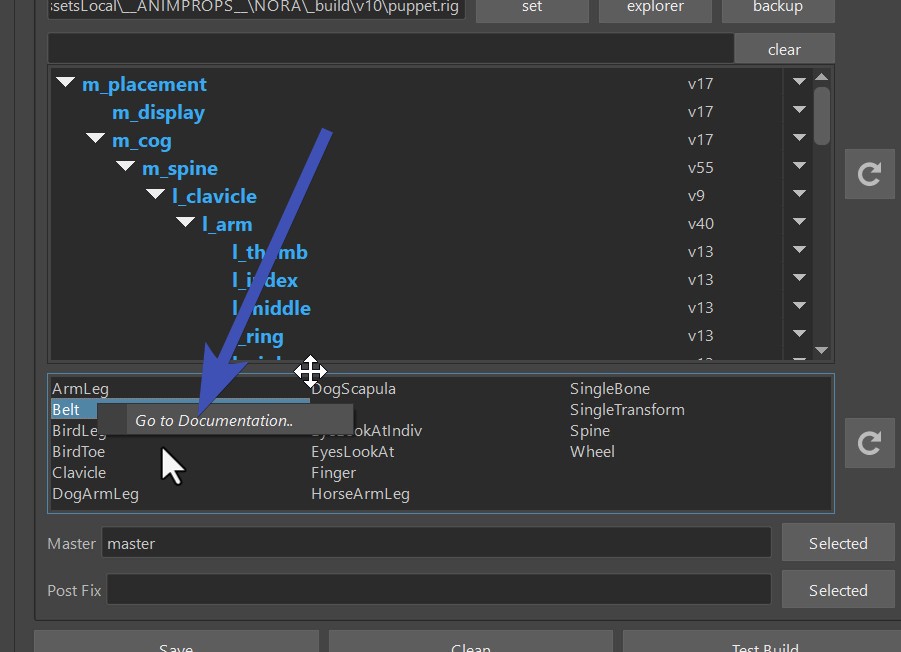 :setsLocal\__ANIMPROPS__\NORA\_build\v10\puppet.rig set explorer backup
clear
m_placement v17
m_display v17
m_cog v17
m_spine v55
l_clavicle v9
l_arm v40
l_thumb v13
l_index v13
l_middle v13
_ring v13
ArmLeg DogScapula SingleBone
Belt SingleTransform
Go to Documentation..
BirdLeg EyesLookAtIndiv Spine
BirdToe EyesLookAt Wheel
Clavicle Finger
DogArmLeg HorseArmLeg
Master master Selected
Post Fix Selected
Save Clean Test Build